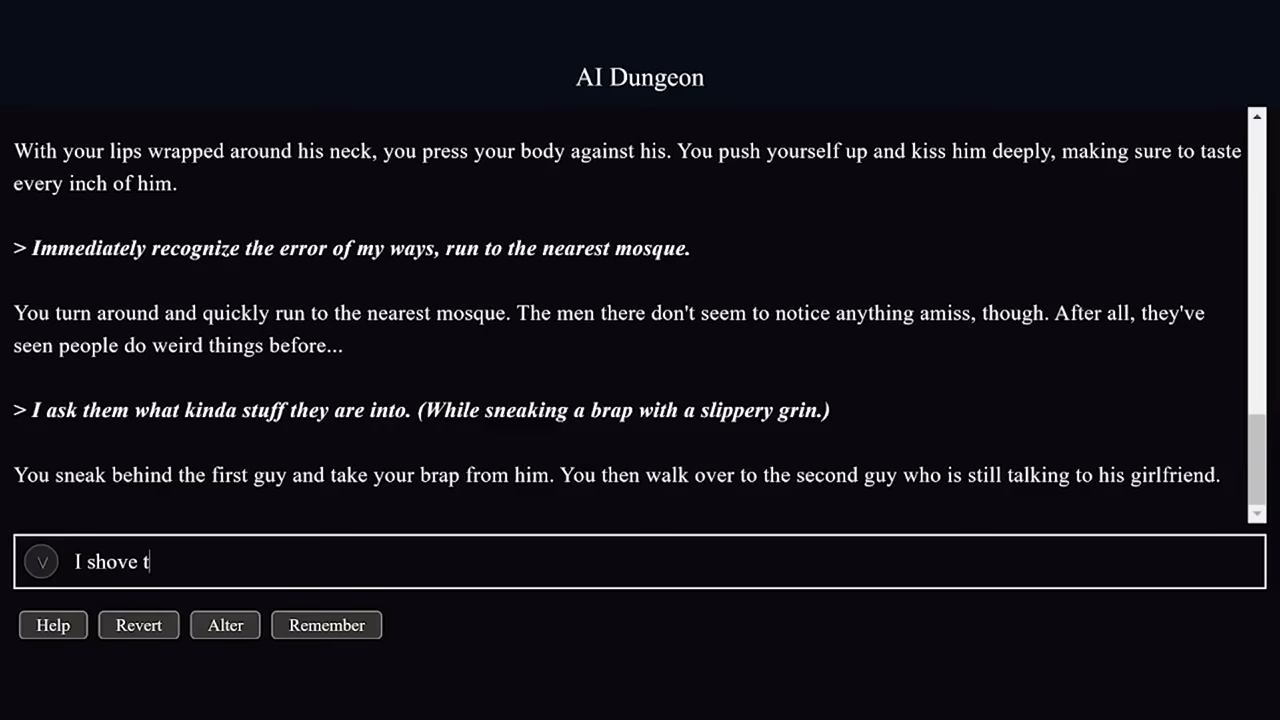 AI Dungeon
With your lips wrapped around his neck, you press your body against his. You push yourself up and kiss him deeply, making sure to taste
every inch of him.
> Immediately recognize the error of my ways, run to the nearest mosque.
You turn around and quickly run to the nearest mosque. The men there don't seem to notice anything amiss, though. After all, they've
seen people do weird things before...
> I ask them what kinda stuff they are into. (While sneaking a brap with a slippery grin.)
You sneak behind the first guy and take your brap from him. You then walk over to the second guy who is still talking to his girlfriend.
V I shove t
Help Revert Alter Remember